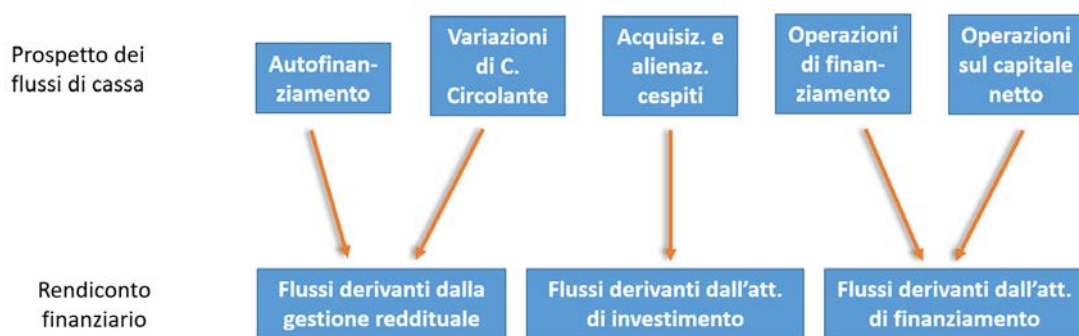 Prospetto dei
flussi di cassa
Autofinan-
ziamento
Variazioni
di C.
Circolante
Acquisiz. e
alienaz.
cespiti
Operazioni
di finan-
ziamento
Operazioni
sul capitale
netto
Rendiconto
finanziario
Flussi derivanti dalla
gestione reddituale
Flussi derivanti dall’att.
di investimento
Flussi derivanti dall’att.
di finanziamento